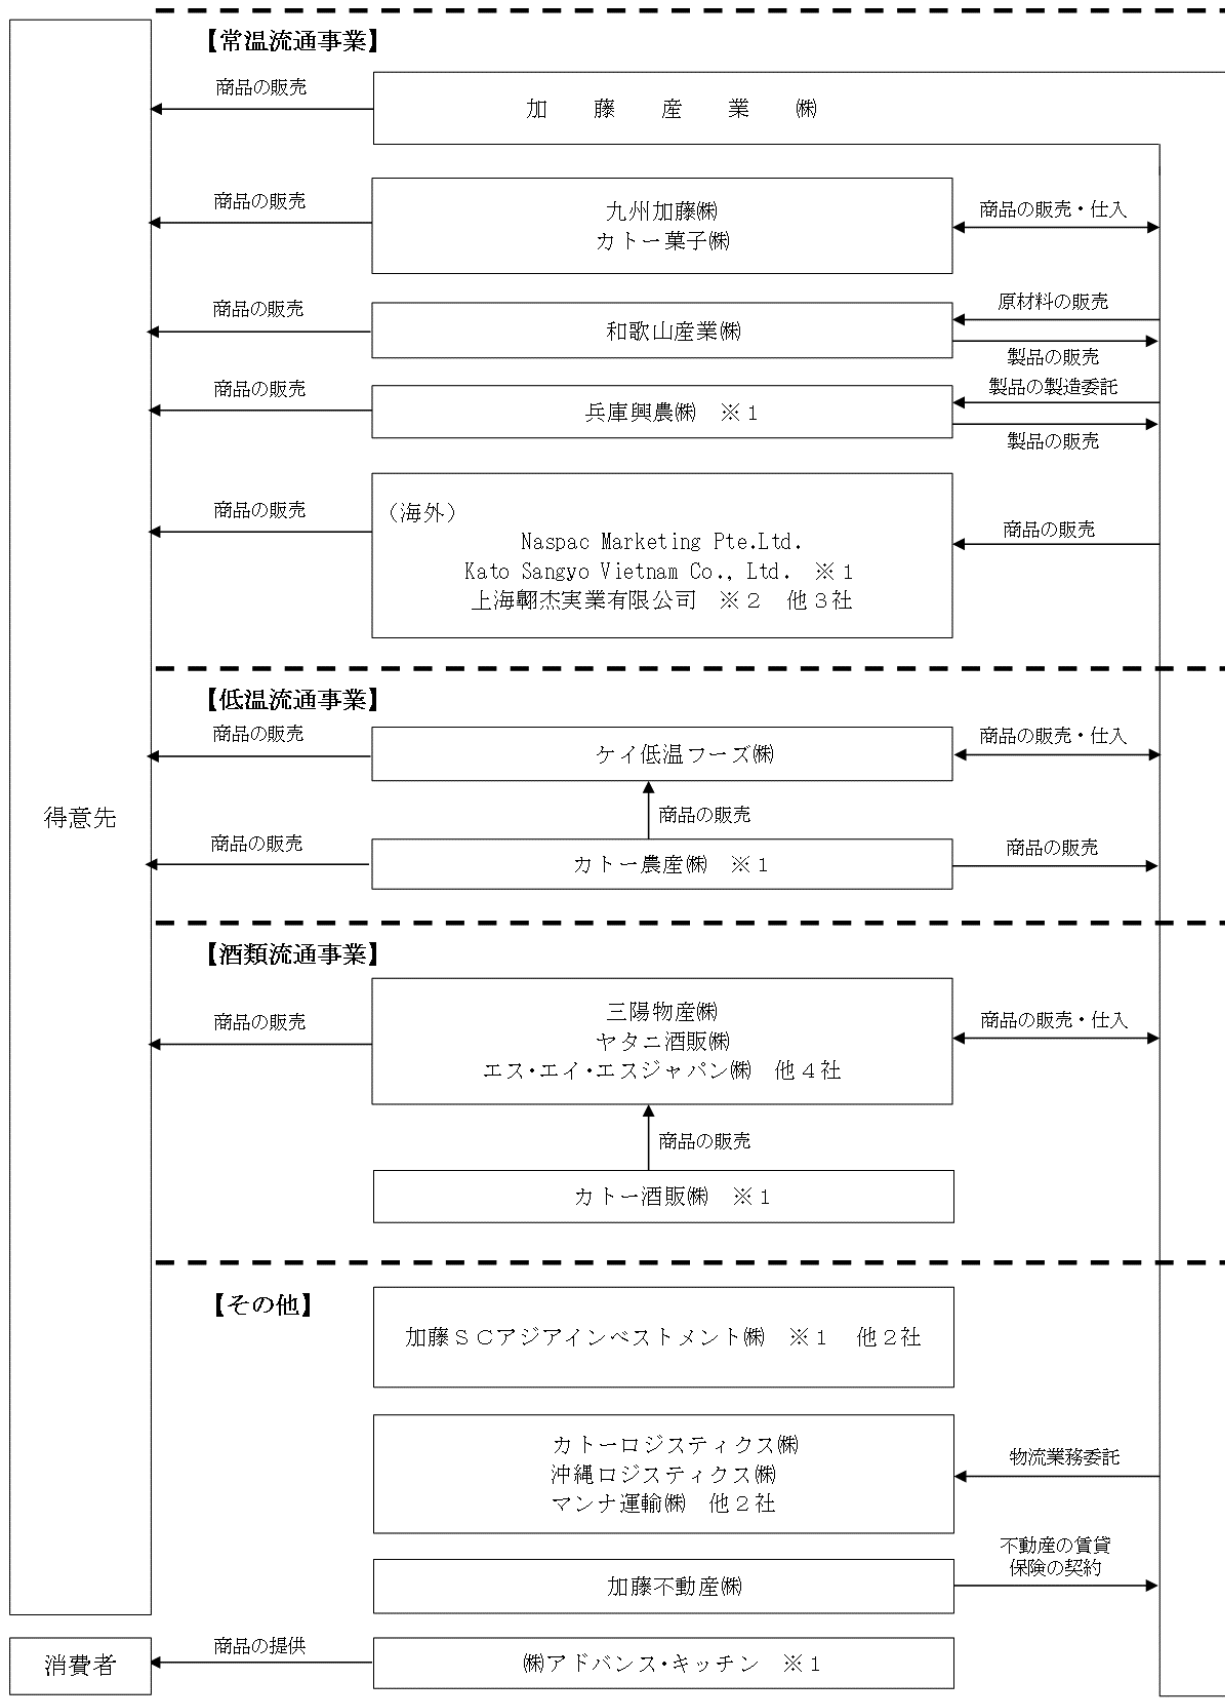 【常温流通事業】
商品の販売
加藤産業㈱
商品の販売
九州加藤㈱
カトー菓子㈱
商品の販売・仕入
商品の販売
和歌山産業㈱
原材料の販売
製品の販売
商品の販売
兵庫興農㈱　※１
製品の製造委託
製品の販売
商品の販売
（海外）
Naspac Marketing Pte.Ltd.
Kato Sangyo Vietnam Co., Ltd.　※１
上海翺杰実業有限公司　※２　他３社
商品の販売
【低温流通事業】
商品の販売
ケイ低温フーズ㈱
商品の販売・仕入
得意先
商品の販売
商品の販売
カトー農産㈱　※１
商品の販売
【酒類流通事業】
商品の販売
三陽物産㈱
ヤタニ酒販㈱
エス・エイ・エスジャパン㈱　他４社
商品の販売・仕入
商品の販売
カトー酒販㈱　※１
【その他】
加藤ＳＣアジアインベストメント㈱　※１　他２社
カトーロジスティクス㈱
沖縄ロジスティクス㈱
マンナ運輸㈱　他２社
物流業務委託
加藤不動産㈱
不動産の賃貸
保険の契約
消費者
商品の提供
㈱アドバンス・キッチン　※１